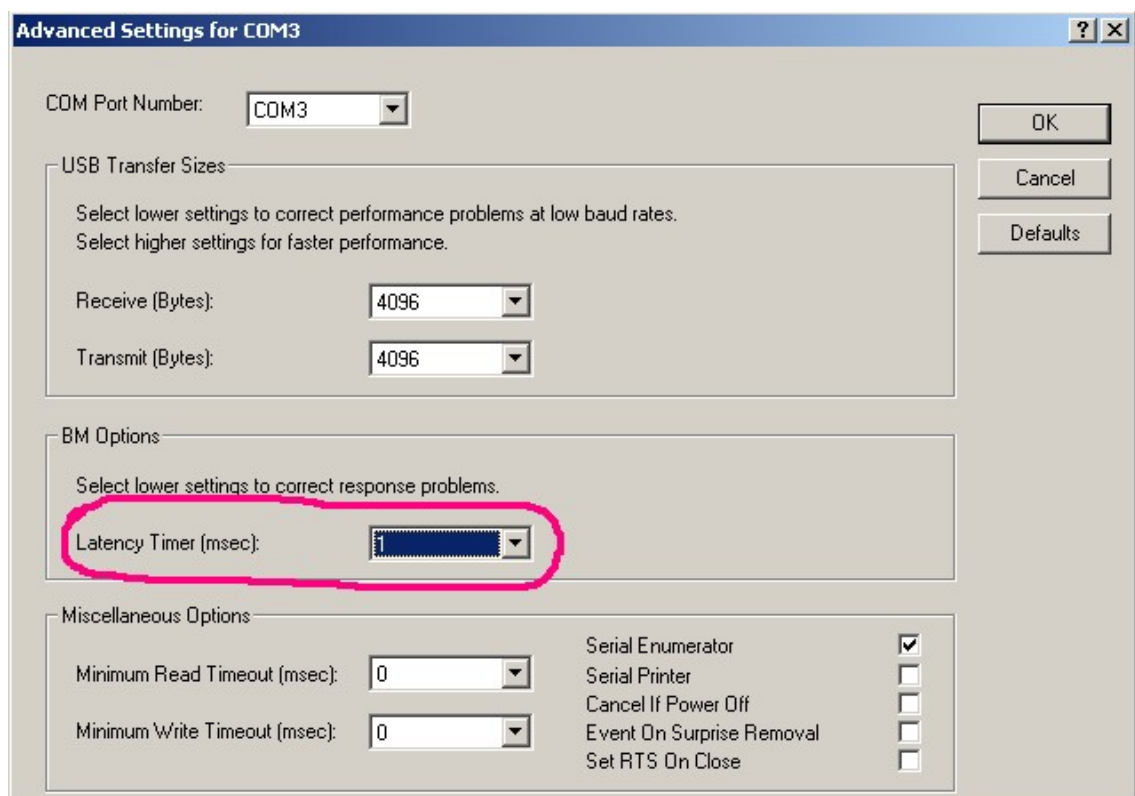 Advanced Settings for COM3
COM Port Number: COM3
OK
Cancel
Defaults
USB Transfer Sizes
Select lower settings to correct performance problems at low baud rates.
Select higher settings for faster performance.
Receive (Bytes): 4096
Transmit (Bytes): 4096
BM Options
Select lower settings to correct response problems.
Latency Timer (msec): 1
Miscellaneous Options
Minimum Read Timeout (msec): 0
Minimum Write Timeout (msec): 0
Serial Enumerator
Serial Printer
Cancel If Power Off
Event On Surprise Removal
Set RTS On Close